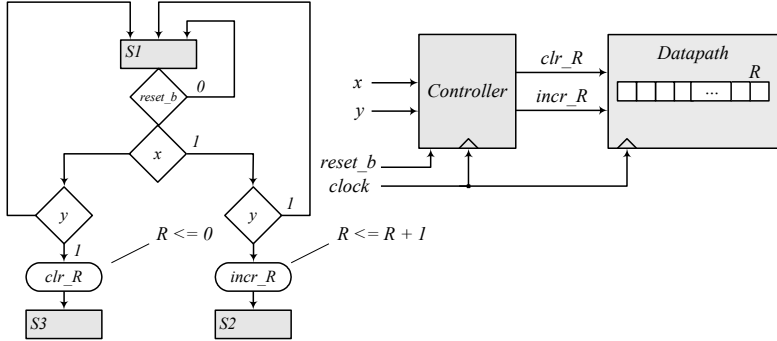 S1
reset_b
0
x
1
y
y
1
1
R <= 0
R <= R + 1
clr_R
incr_R
S3
S2
x
y
reset_b
clock
Controller
clr_R
incr_R
Datapath
R
...